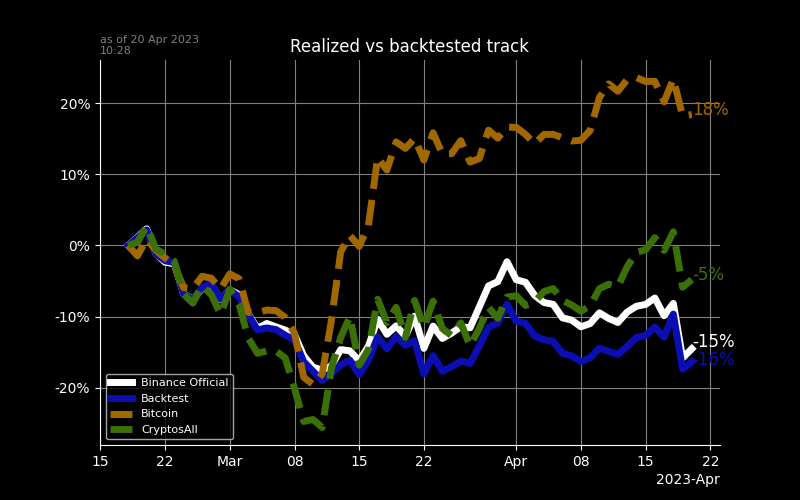 as of 20 Apr 2023
10:28
Realized vs backtested track
20%
10%
0%
-10%
-20%
18%
-5%
-15%
-16%
Binance Official
Backtest
Bitcoin
CryptosAll
15
22
Mar
08
15
22
Apr
08
15
22
2023-Apr